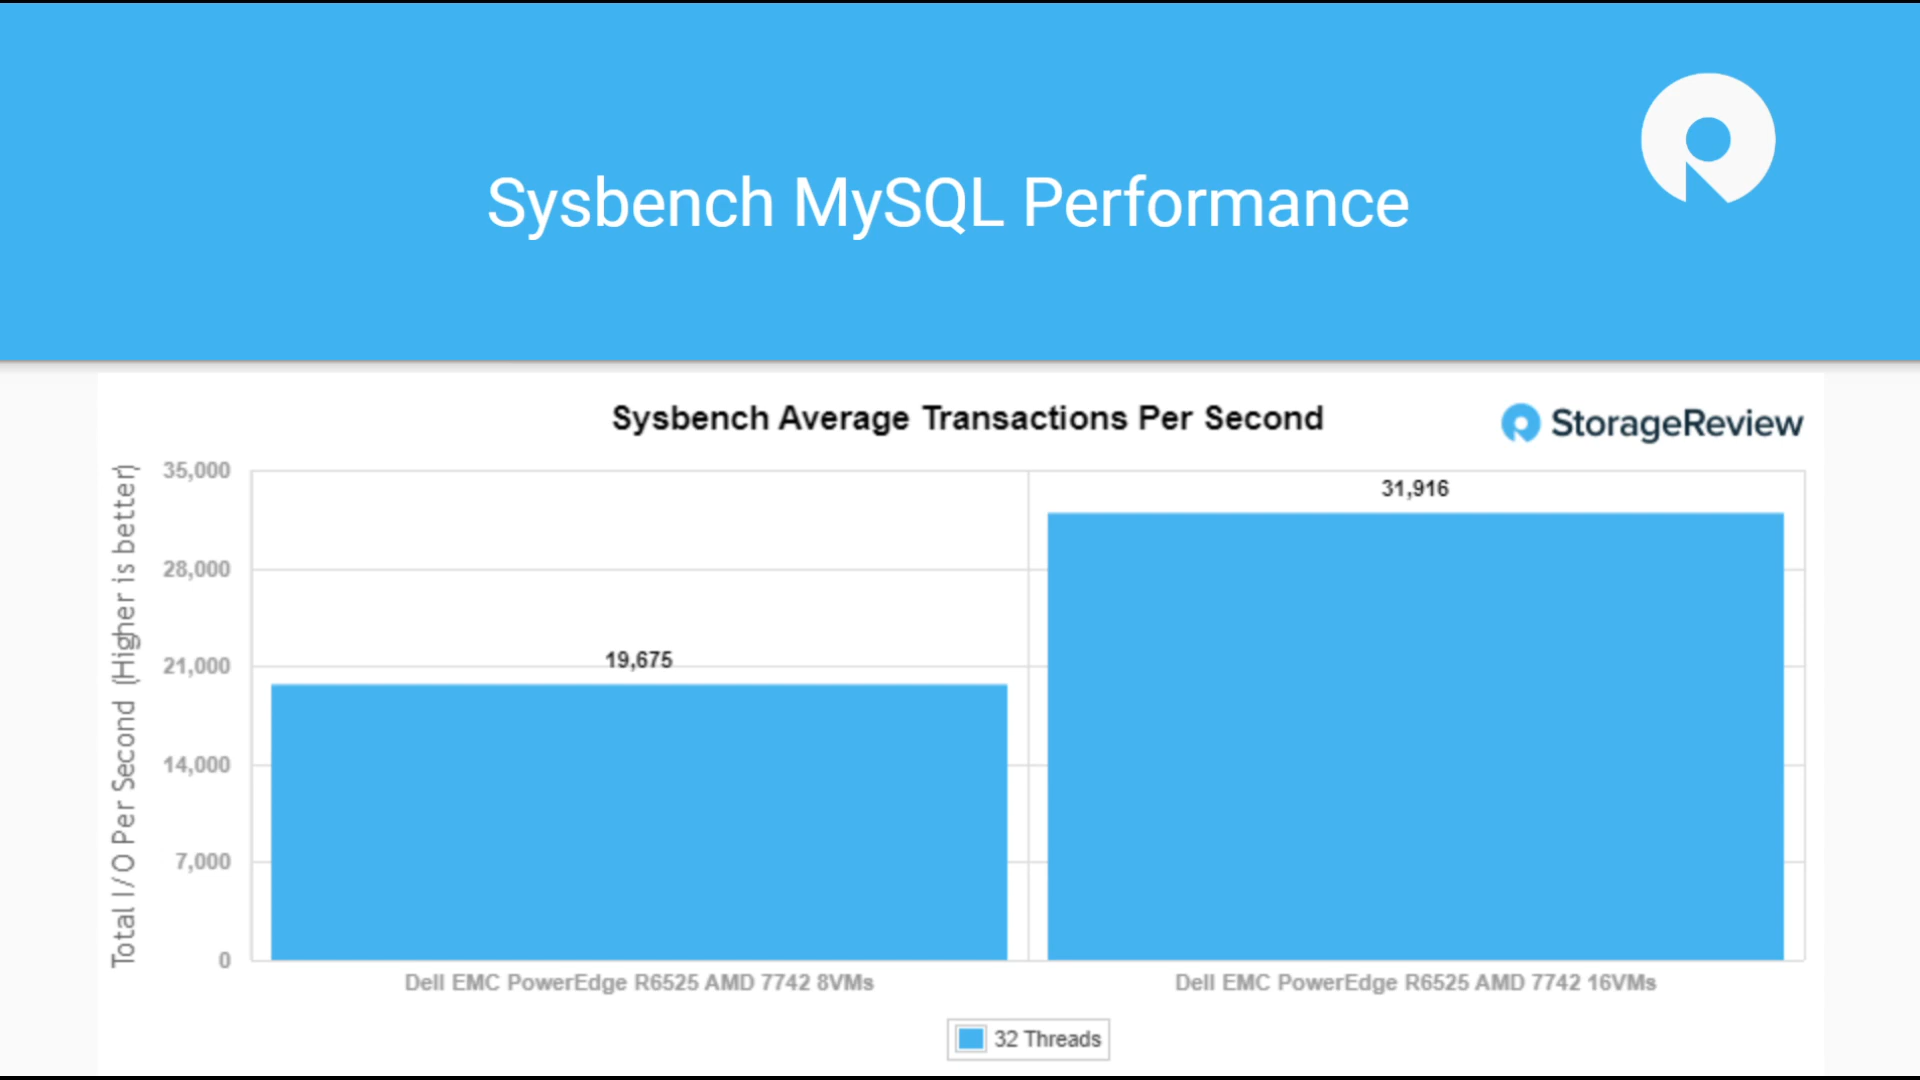 Sysbench MySQL Performance
Sysbench Average Transactions Per Second
StorageReview
Total I/O Per Second (Higher is better)
35,000
28,000
21,000
14,000
7,000
0
19,675
31,916
Dell EMC PowerEdge R6525 AMD 7742 8VMs
Dell EMC PowerEdge R6525 AMD 7742 16VMs
32 Threads